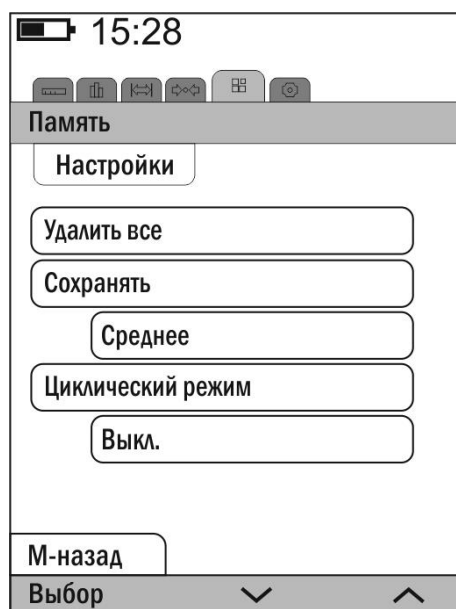 15:28
Память
Настройки
Удалить все
Сохранять
Среднее
Циклический режим
Выкл.
М-назад
Выбор